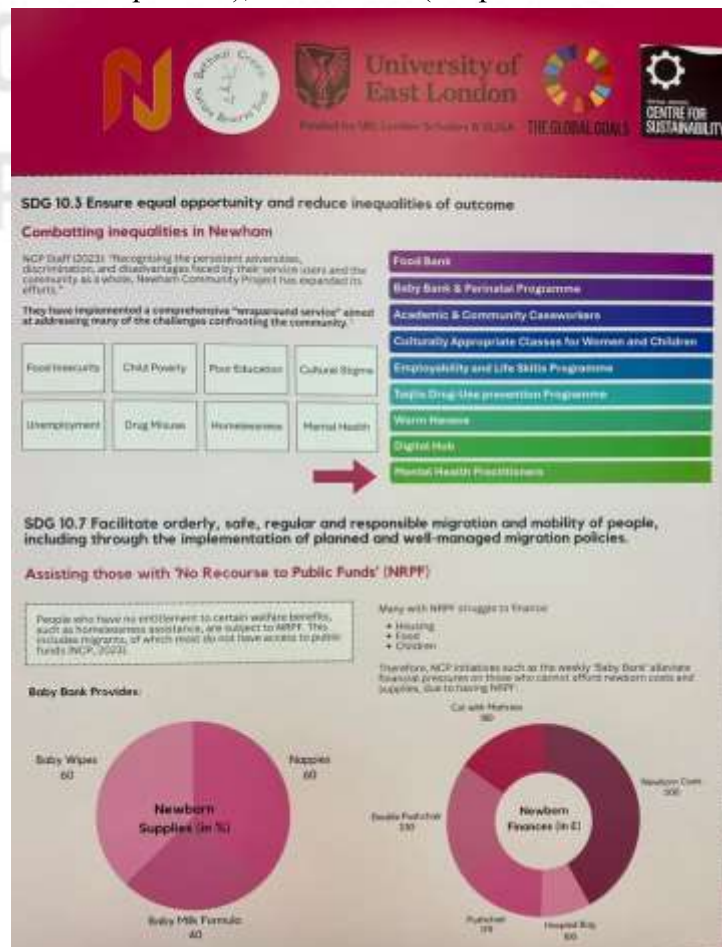 Bethnal Green
Nature Reserve Trust
University of
East London
THE GLOBAL GOALS
CENTRE FOR
SUSTAINABILITY
SDG 10.3 Ensure equal opportunity and reduce inequalities of outcome
Combatting inequalities in Newham
NCP Staff (2023): "Recognising the persistent adversities,
discrimination, and disadvantages faced by their service users and the
community as a whole, Newham Community Project has expanded its
efforts."
They have implemented a comprehensive "wraparound service" aimed
at addressing many of the challenges confronting the community.
Food Insecurity
Child Poverty
Poor Education
Cultural Stigma
Unemployment
Drug Misuse
Homelessness
Mental Health
Food Bank
Baby Bank & Perinatal Programme
Academic & Community Caseworkers
Culturally Appropriate Classes for Women and Children
Employability and Life Skills Programme
Drug-Use prevention Programme
Warm Havens
Digital Hub
Mental Health Practitioners
SDG 10.7 Facilitate orderly, safe, regular and responsible migration and mobility of people,
including through the implementation of planned and well-managed migration policies.
Assisting those with 'No Recourse to Public Funds' (NRPF)
People who have no entitlement to certain welfare benefits,
such as homelessness assistance, are subject to NRPF. This
includes migrants, of which most do not have access to public
funds (NCP, 2023).
Many with NRPF struggle to finance:
Housing
Food
Children
Therefore, NCP initiatives such as the weekly 'Baby Bank' alleviate
financial pressures on those who cannot afford newborn costs and
supplies, due to having NRPF.
Baby Bank Provides:
Baby Wipes
60
Nappies
60
Newborn
Supplies (in %)
Baby Milk Formula
40
Cot with Mattress
Newborn Costs
500
Double Pushchair
Newborn
Finances (in £)
Pushchair
Hospital Bag
100